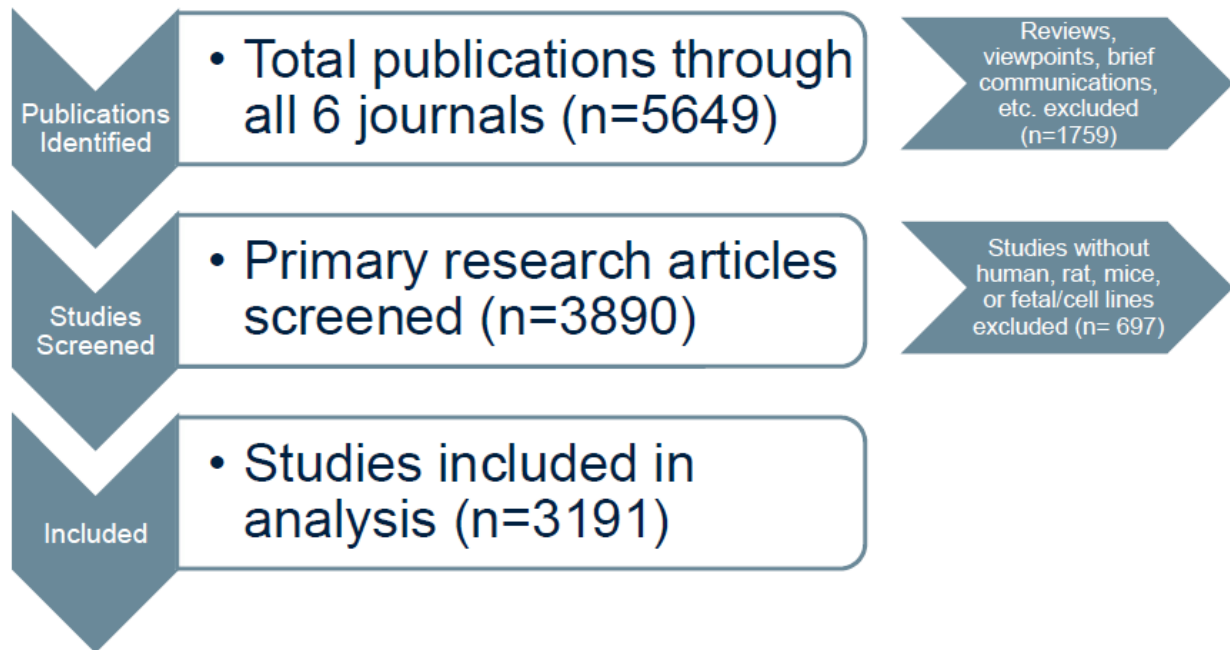 Publications
Identified
• Total publications through
all 6 journals (n=5649)
Reviews,
viewpoints, brief
communications,
etc. excluded
(n=1759)
Studies
Screened
• Primary research articles
screened (n=3890)
Studies without
human, rat, mice,
or fetal/cell lines
excluded (n= 697)
Included
• Studies included in
analysis (n=3191)